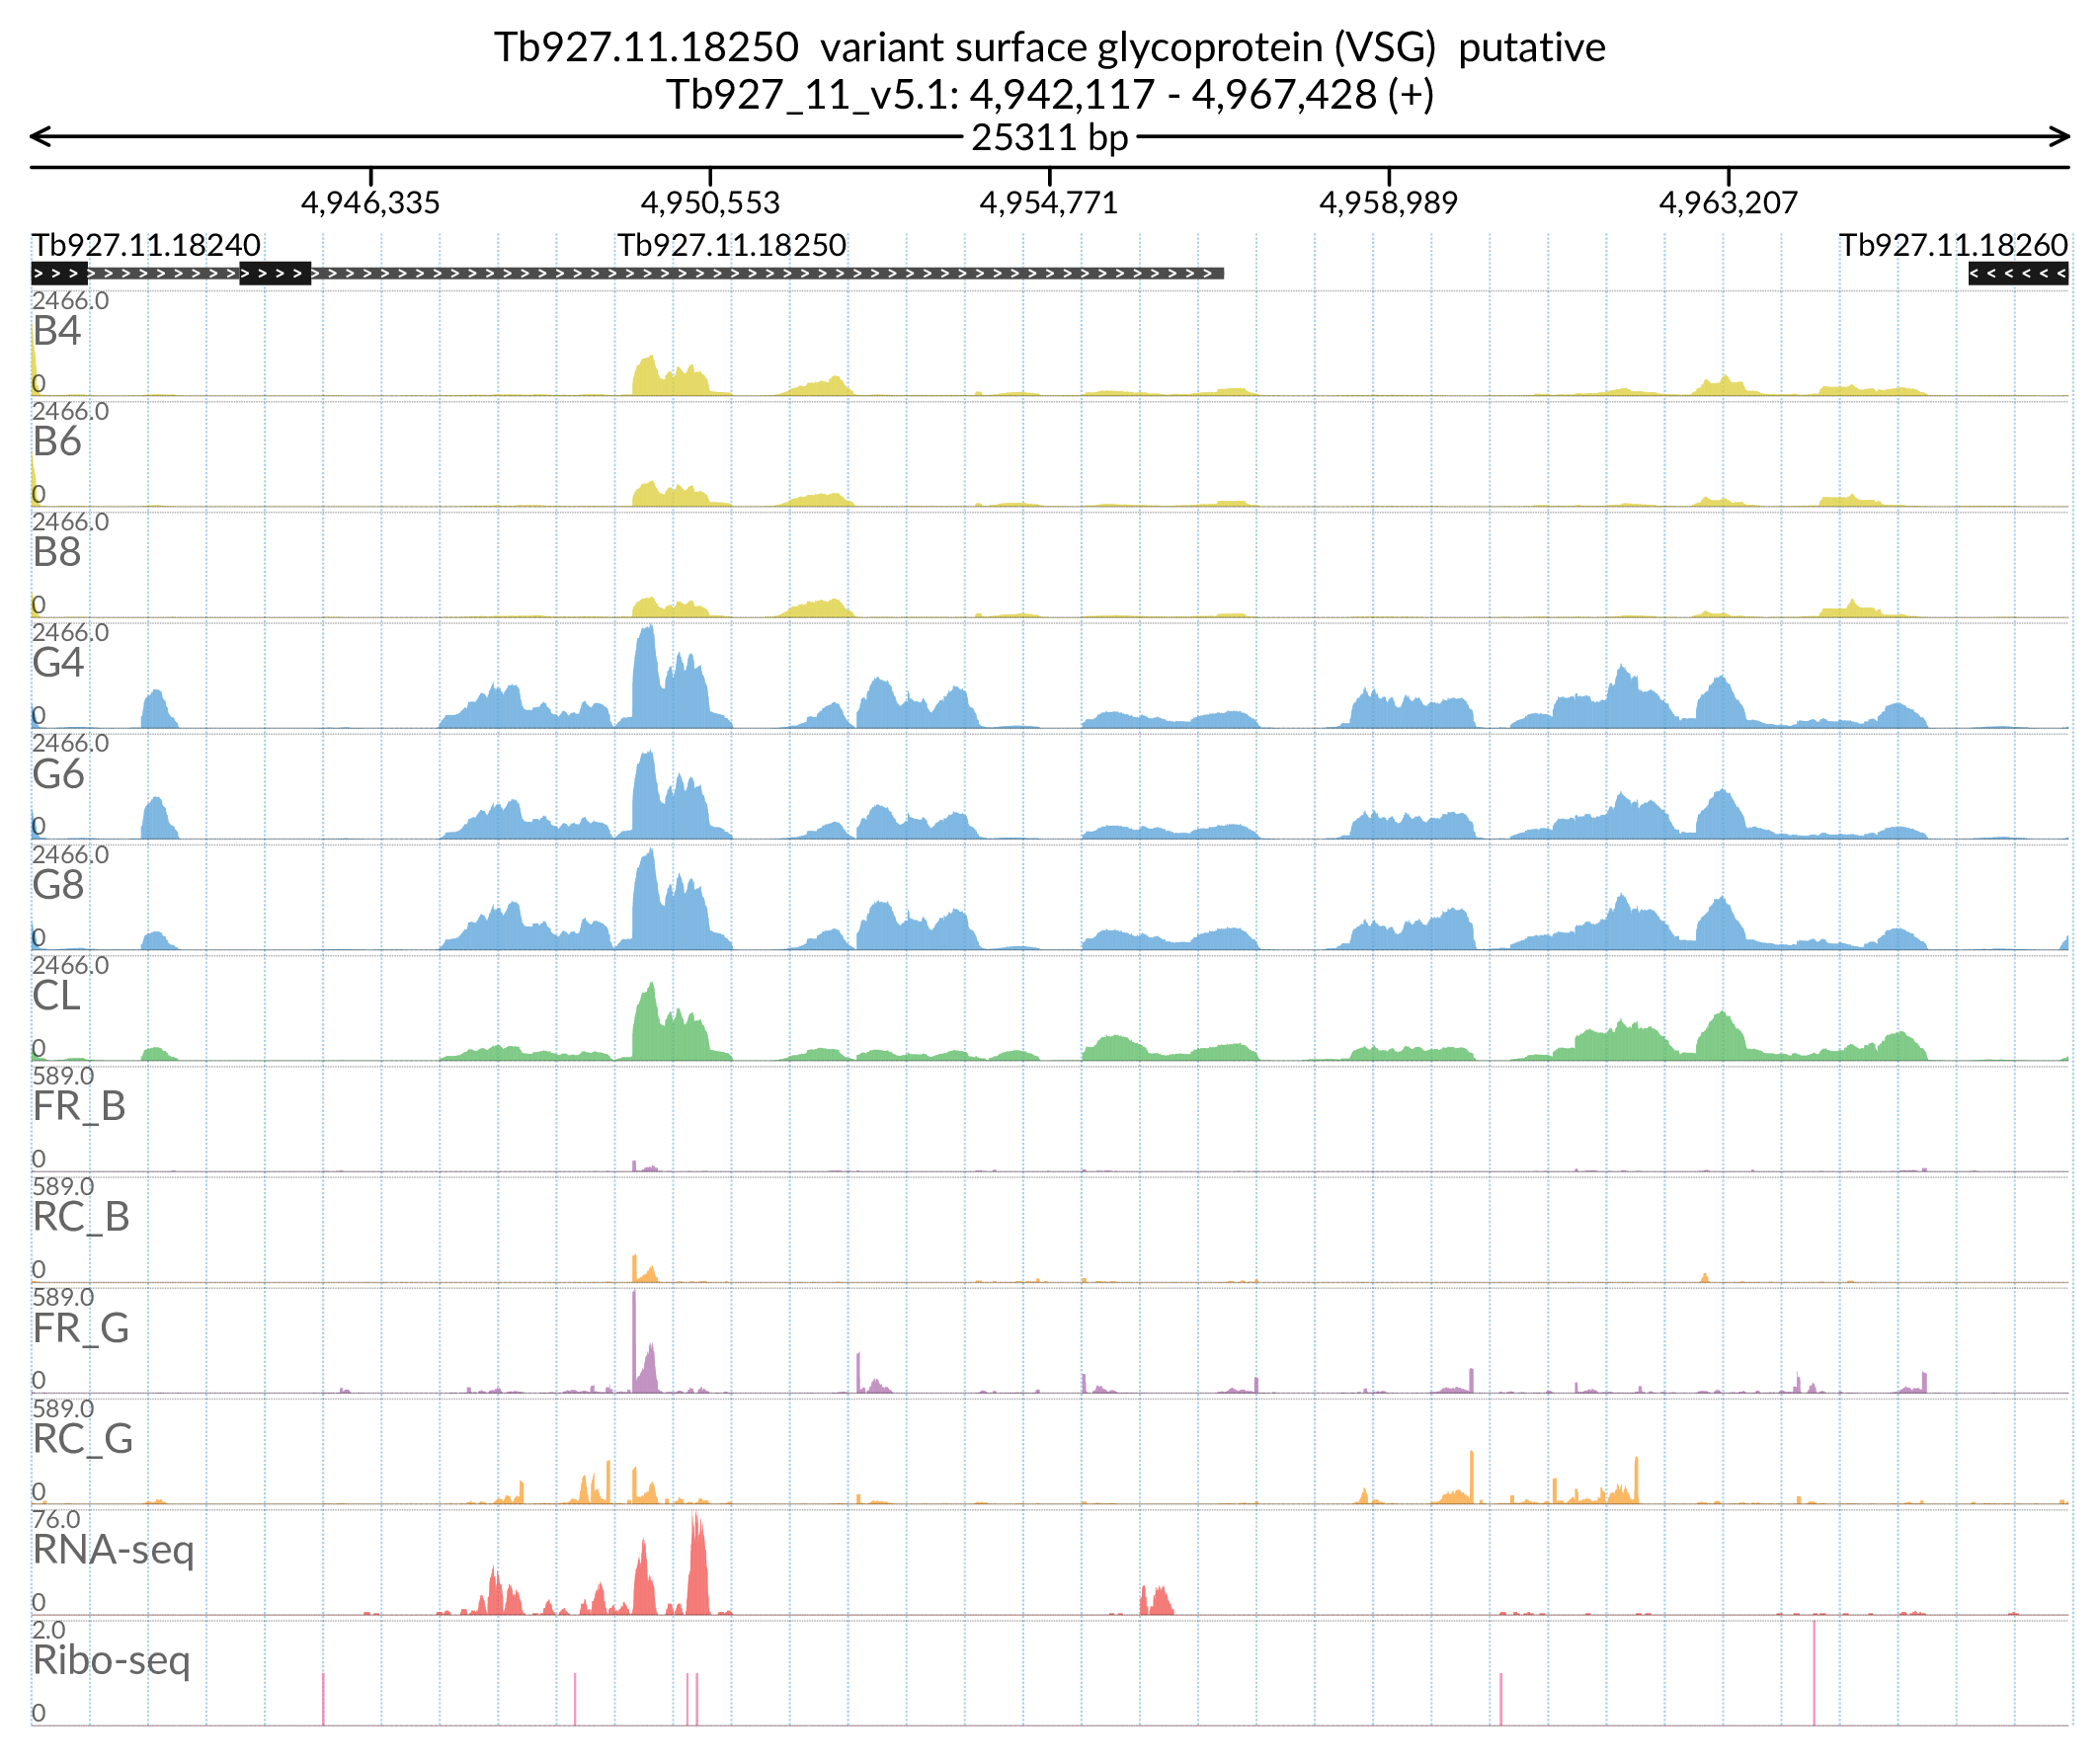 Tb927.11.18250 variant surface glycoprotein (VSG) putative
Tb927_11_v5.1: 4,942,117 - 4,967,428 (+)
25311 bp
4,946,335 4,950,553 4,954,771 4,958,989 4,963,207
Tb927.11.18240 Tb927.11.18250 Tb927.11.18260
2466.0
B4
0
2466.0
B6
0
2466.0
B8
0
2466.0
G4
0
2466.0
G6
0
2466.0
G8
0
2466.0
CL
0
589.0
FR_B
0
589.0
RC_B
0
589.0
FR_G
0
589.0
RC_G
0
76.0
RNA-seq
0
2.0
Ribo-seq
0